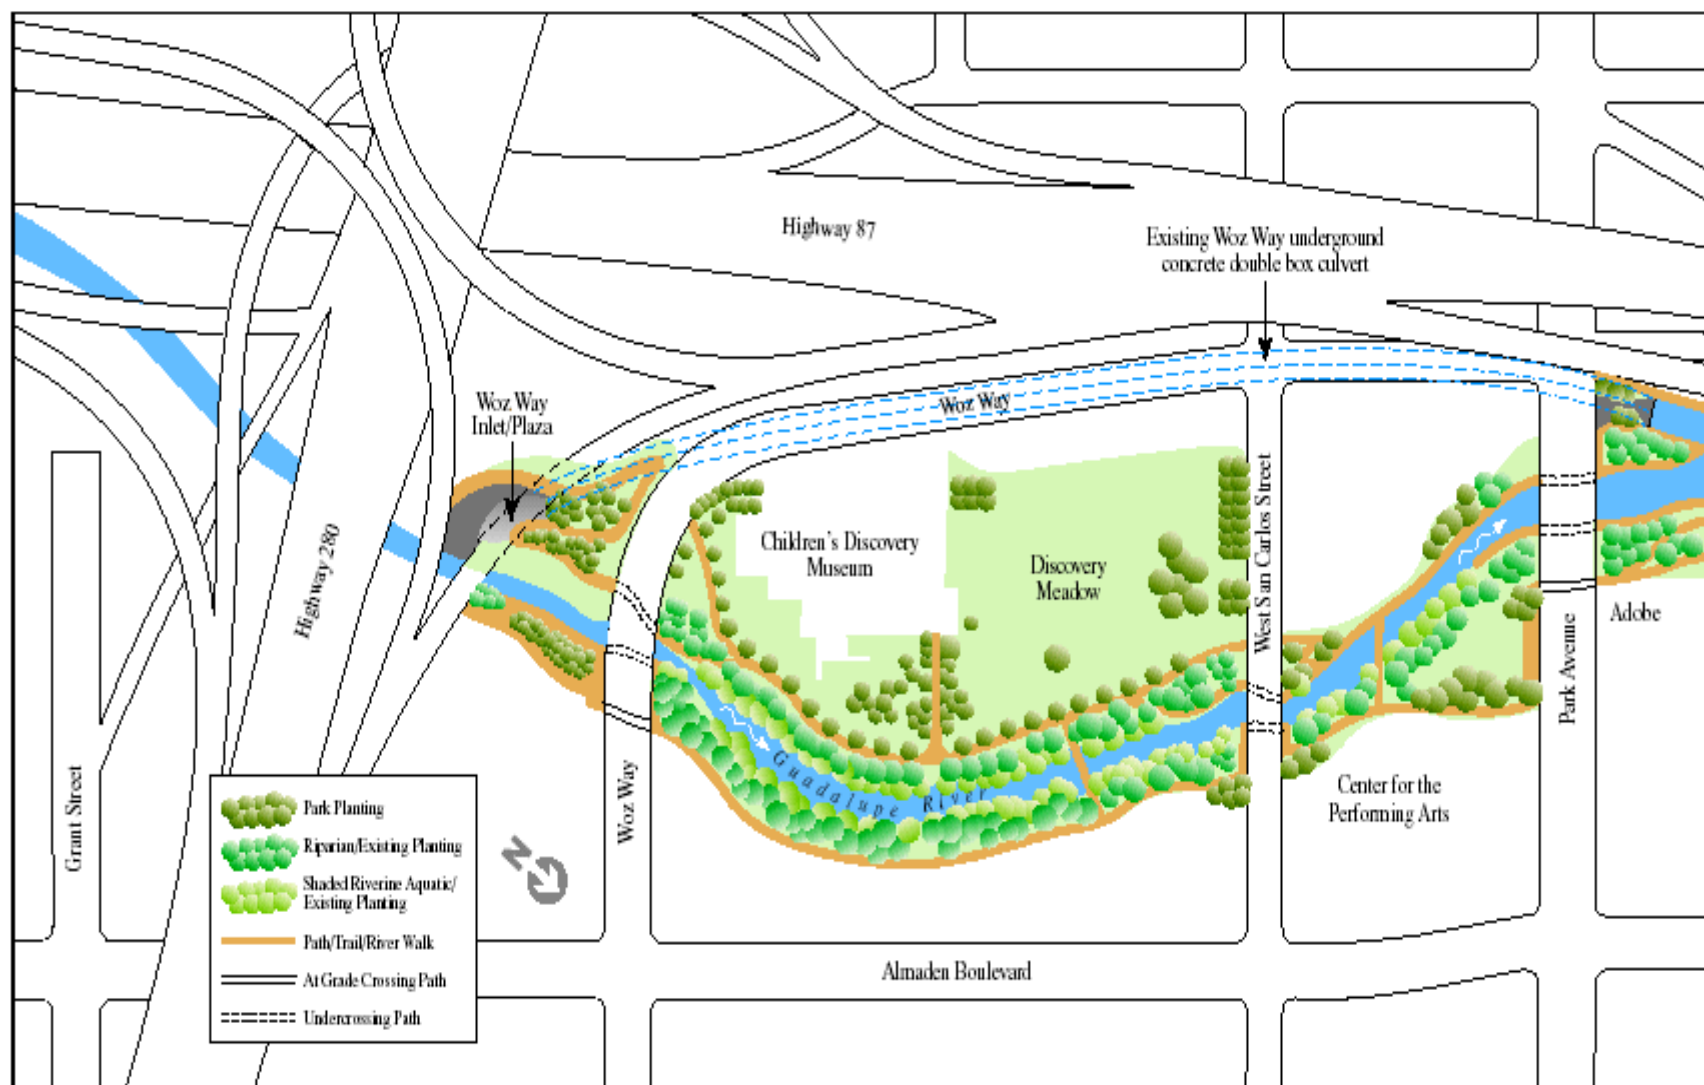 Highway 87
Existing Woz Way underground
concrete double box culvert
Woz Way
Inlet/Plaza
Woz Way
Highway 280
Children's Discovery
Museum
Discovery
Meadow
West San Carlos Street
Park Avenue
Adobe
Guadalupe River
Center for the
Performing Arts
Grant Street
Woz Way
N
Almaden Boulevard
Park Planting
Riparian/Existing Planting
Shaded Riverine Aquatic/
Existing Planting
Path/Trail/River Walk
At Grade Crossing Path
Undercrossing Path